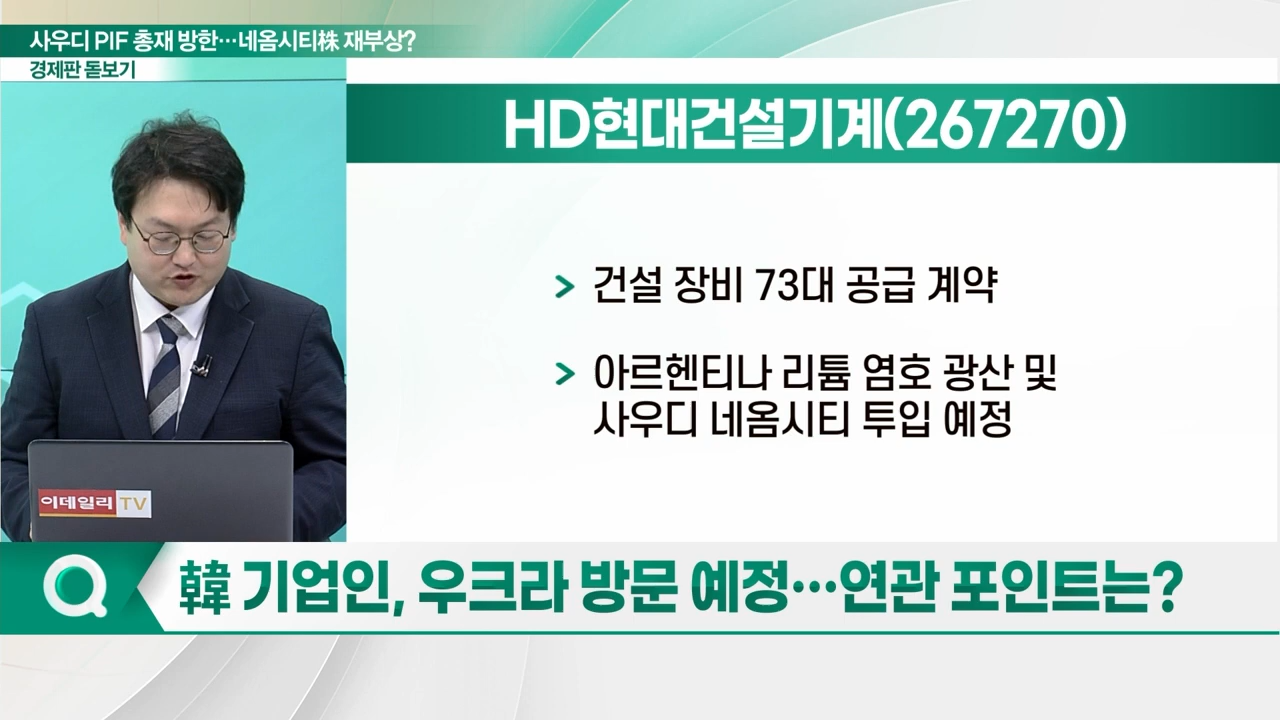 사우디 PIF 총재 방한…네옴시티株 재부상?
경제판 돋보기
HD현대건설기계(267270)
> 건설 장비 73대 공급 계약
> 아르헨티나 리튬 염호 광산 및
사우디 네옴시티 투입 예정
이데일리 TV
Q 韓 기업인, 우크라 방문 예정…연관 포인트는?